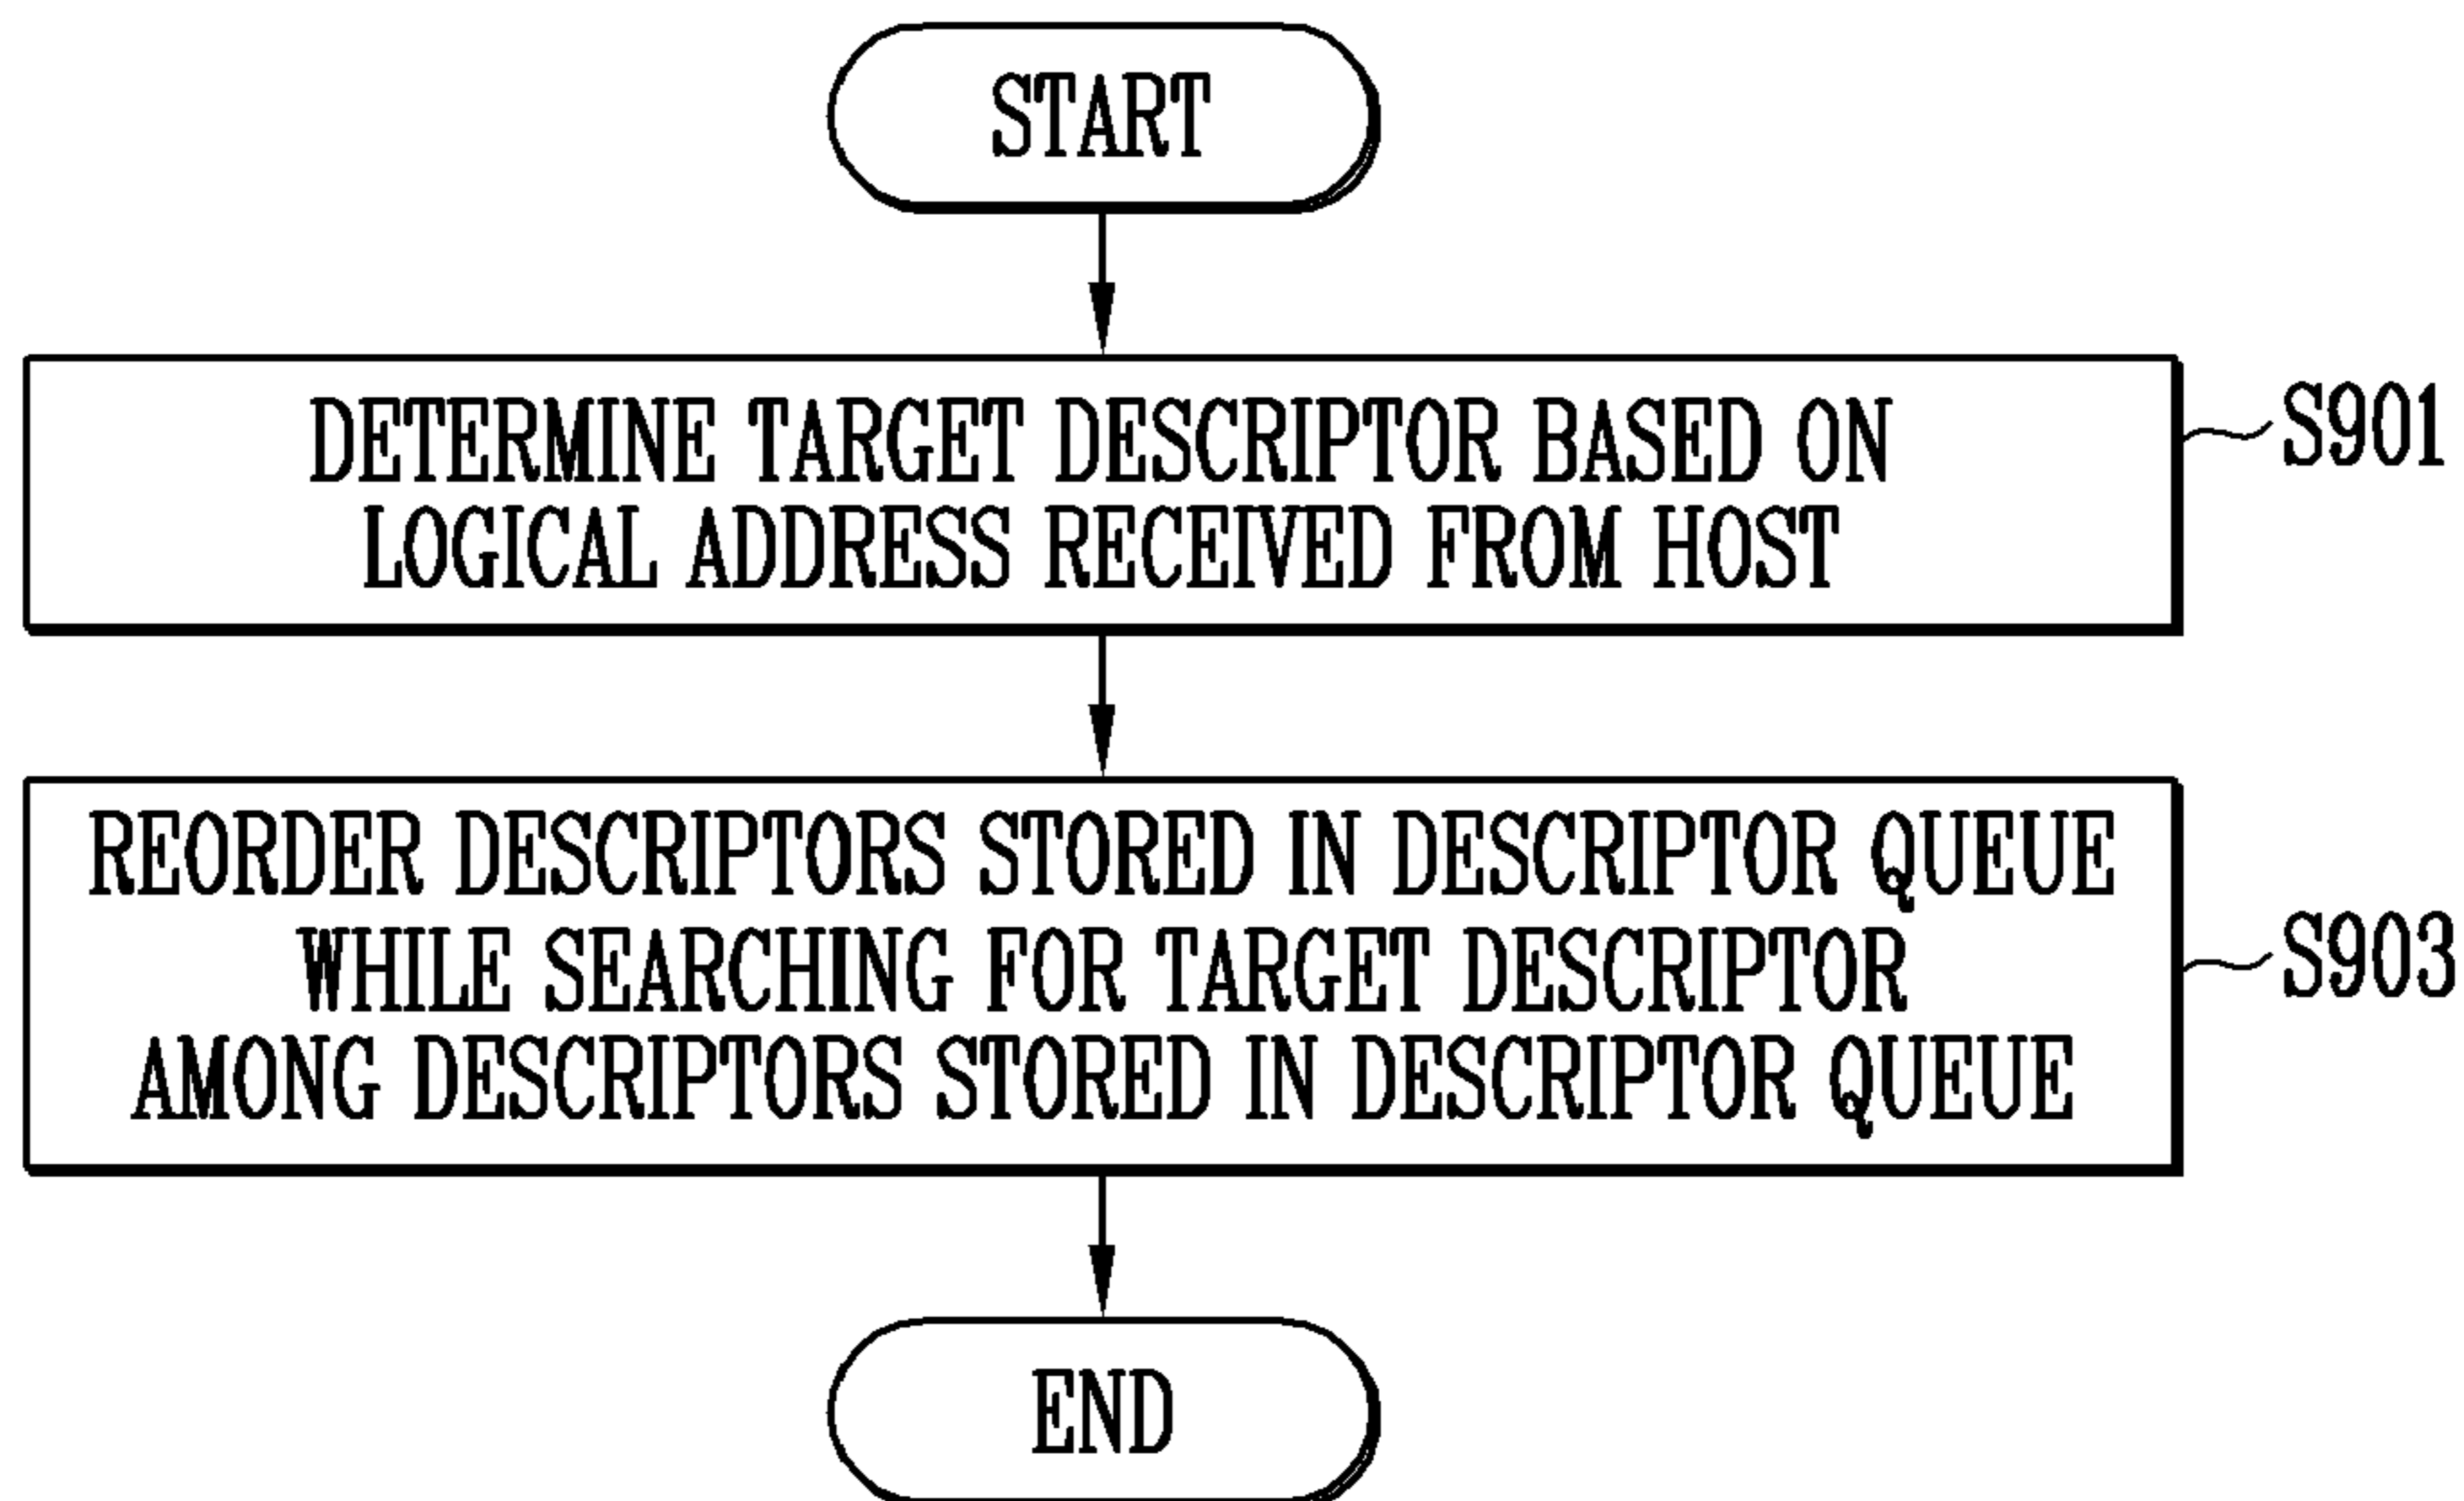 START
DETERMINE TARGET DESCRIPTOR BASED ON
LOGICAL ADDRESS RECEIVED FROM HOST
S901
REORDER DESCRIPTORS STORED IN DESCRIPTOR QUEUE
WHILE SEARCHING FOR TARGET DESCRIPTOR
AMONG DESCRIPTORS STORED IN DESCRIPTOR QUEUE
S903
END